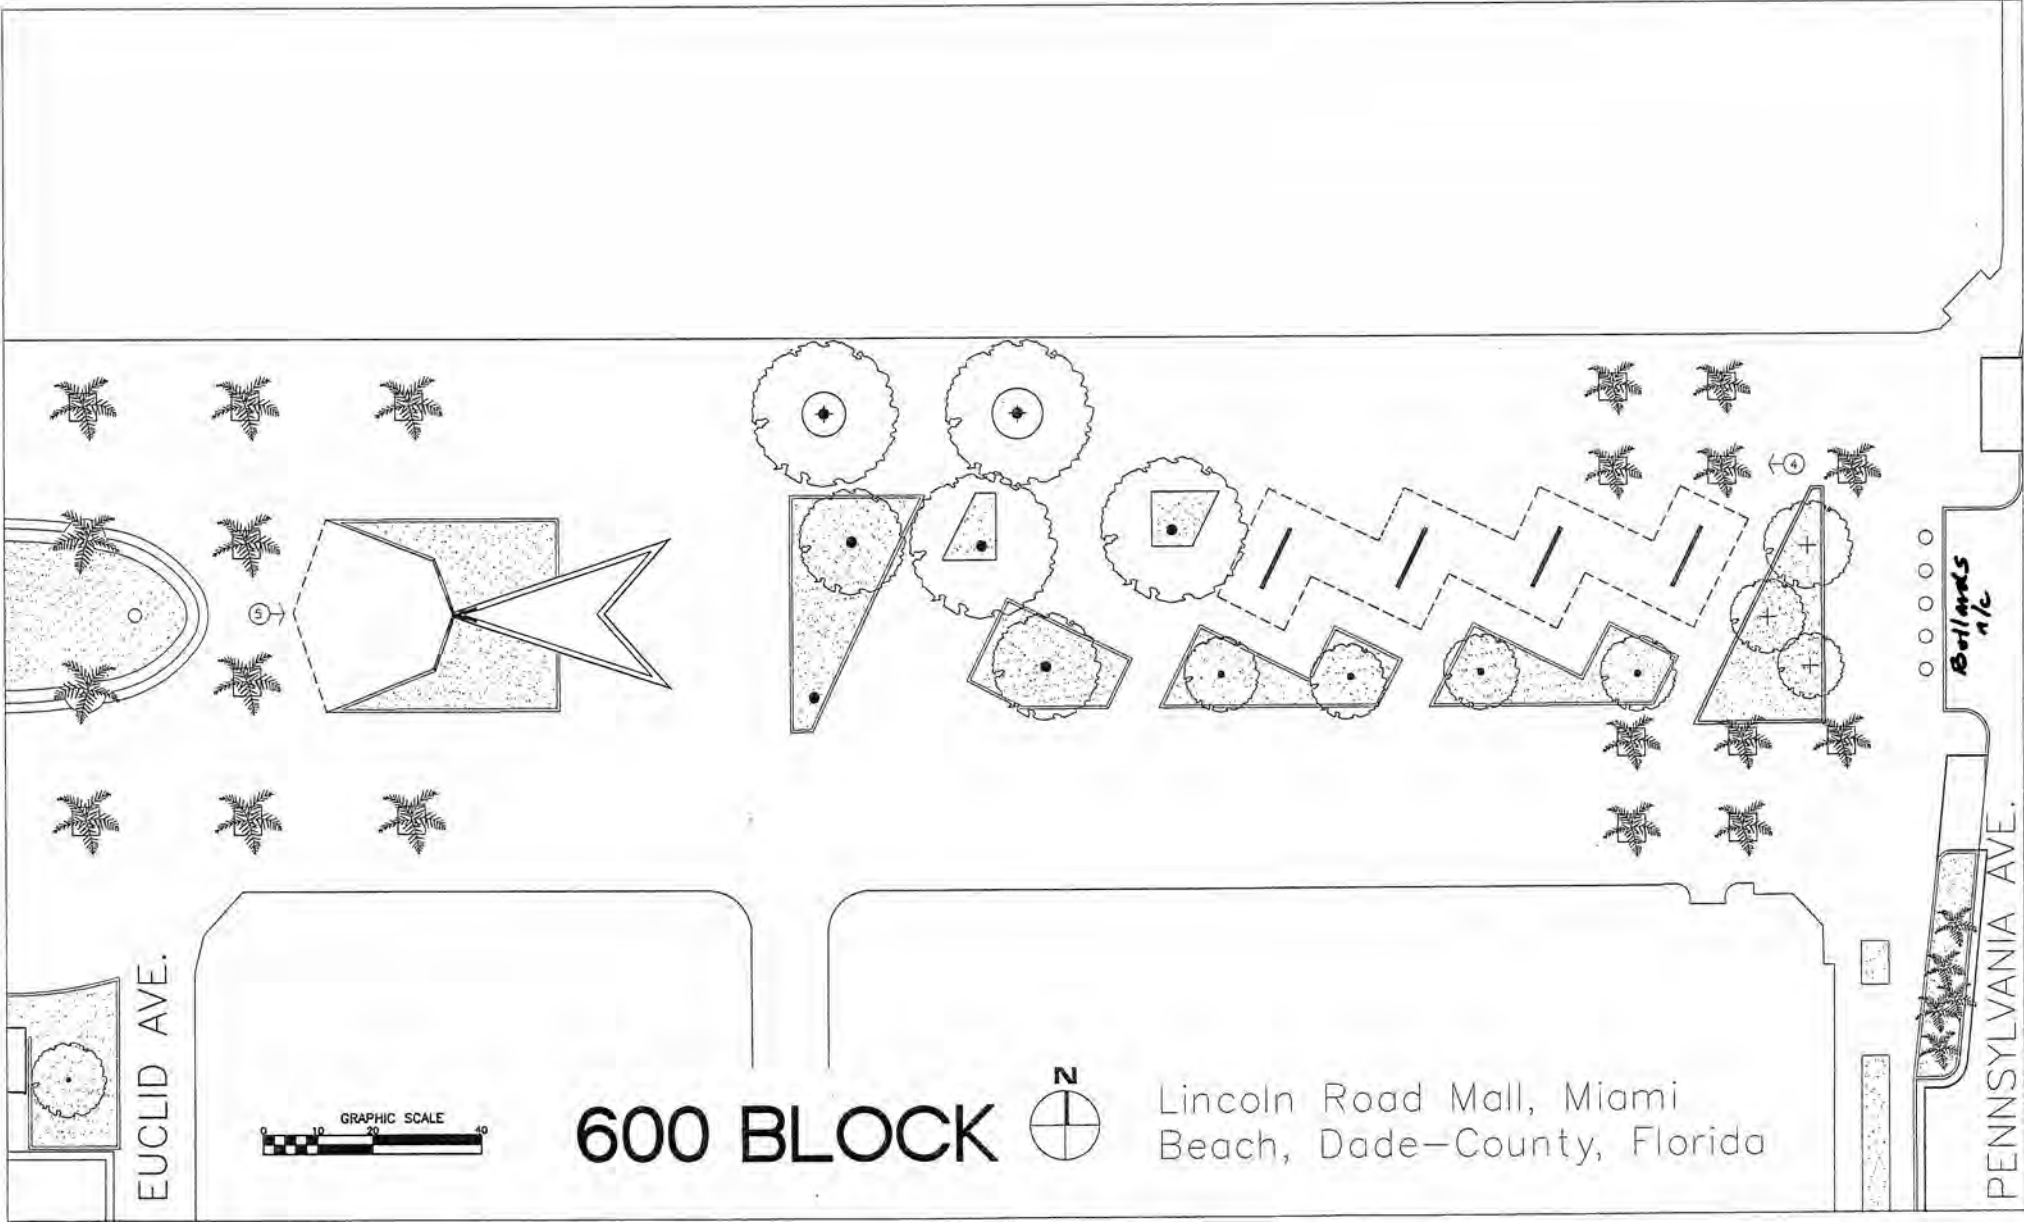 4
5
Bollards
n/c
EUCLID AVE.
PENNSYLVANIA AVE.
GRAPHIC SCALE
0 10 20 40
600 BLOCK
N
Lincoln Road Mall, Miami
Beach, Dade-County, Florida